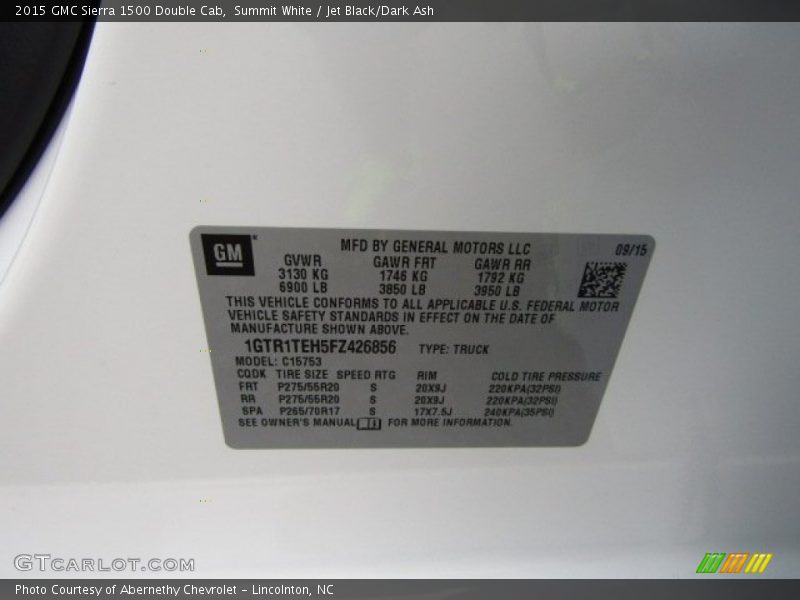 2015 GMC Sierra 1500 Double Cab, Summit White / Jet Black/Dark Ash
GM
MFD BY GENERAL MOTORS LLC 09/15
GVWR GAWR FRT GAWR RR
3130 KG 1746 KG 1792 KG
6900 LB 3850 LB 3950 LB
THIS VEHICLE CONFORMS TO ALL APPLICABLE U.S. FEDERAL MOTOR
VEHICLE SAFETY STANDARDS IN EFFECT ON THE DATE OF
MANUFACTURE SHOWN ABOVE.
1GTR1TEH5FZ426856 TYPE: TRUCK
MODEL: C15753
CQDK TIRE SIZE SPEED RTG RIM COLD TIRE PRESSURE
FRT P275/55R20 S 20X9J 220KPA(32PSI)
RR P275/55R20 S 20X9J 220KPA(32PSI)
SPA P265/70R17 S 17X7.5J 240KPA(35PSI)
SEE OWNER'S MANUAL FOR MORE INFORMATION.
GTCARLOT.COM
Photo Courtesy of Abernethy Chevrolet – Lincolnton, NC